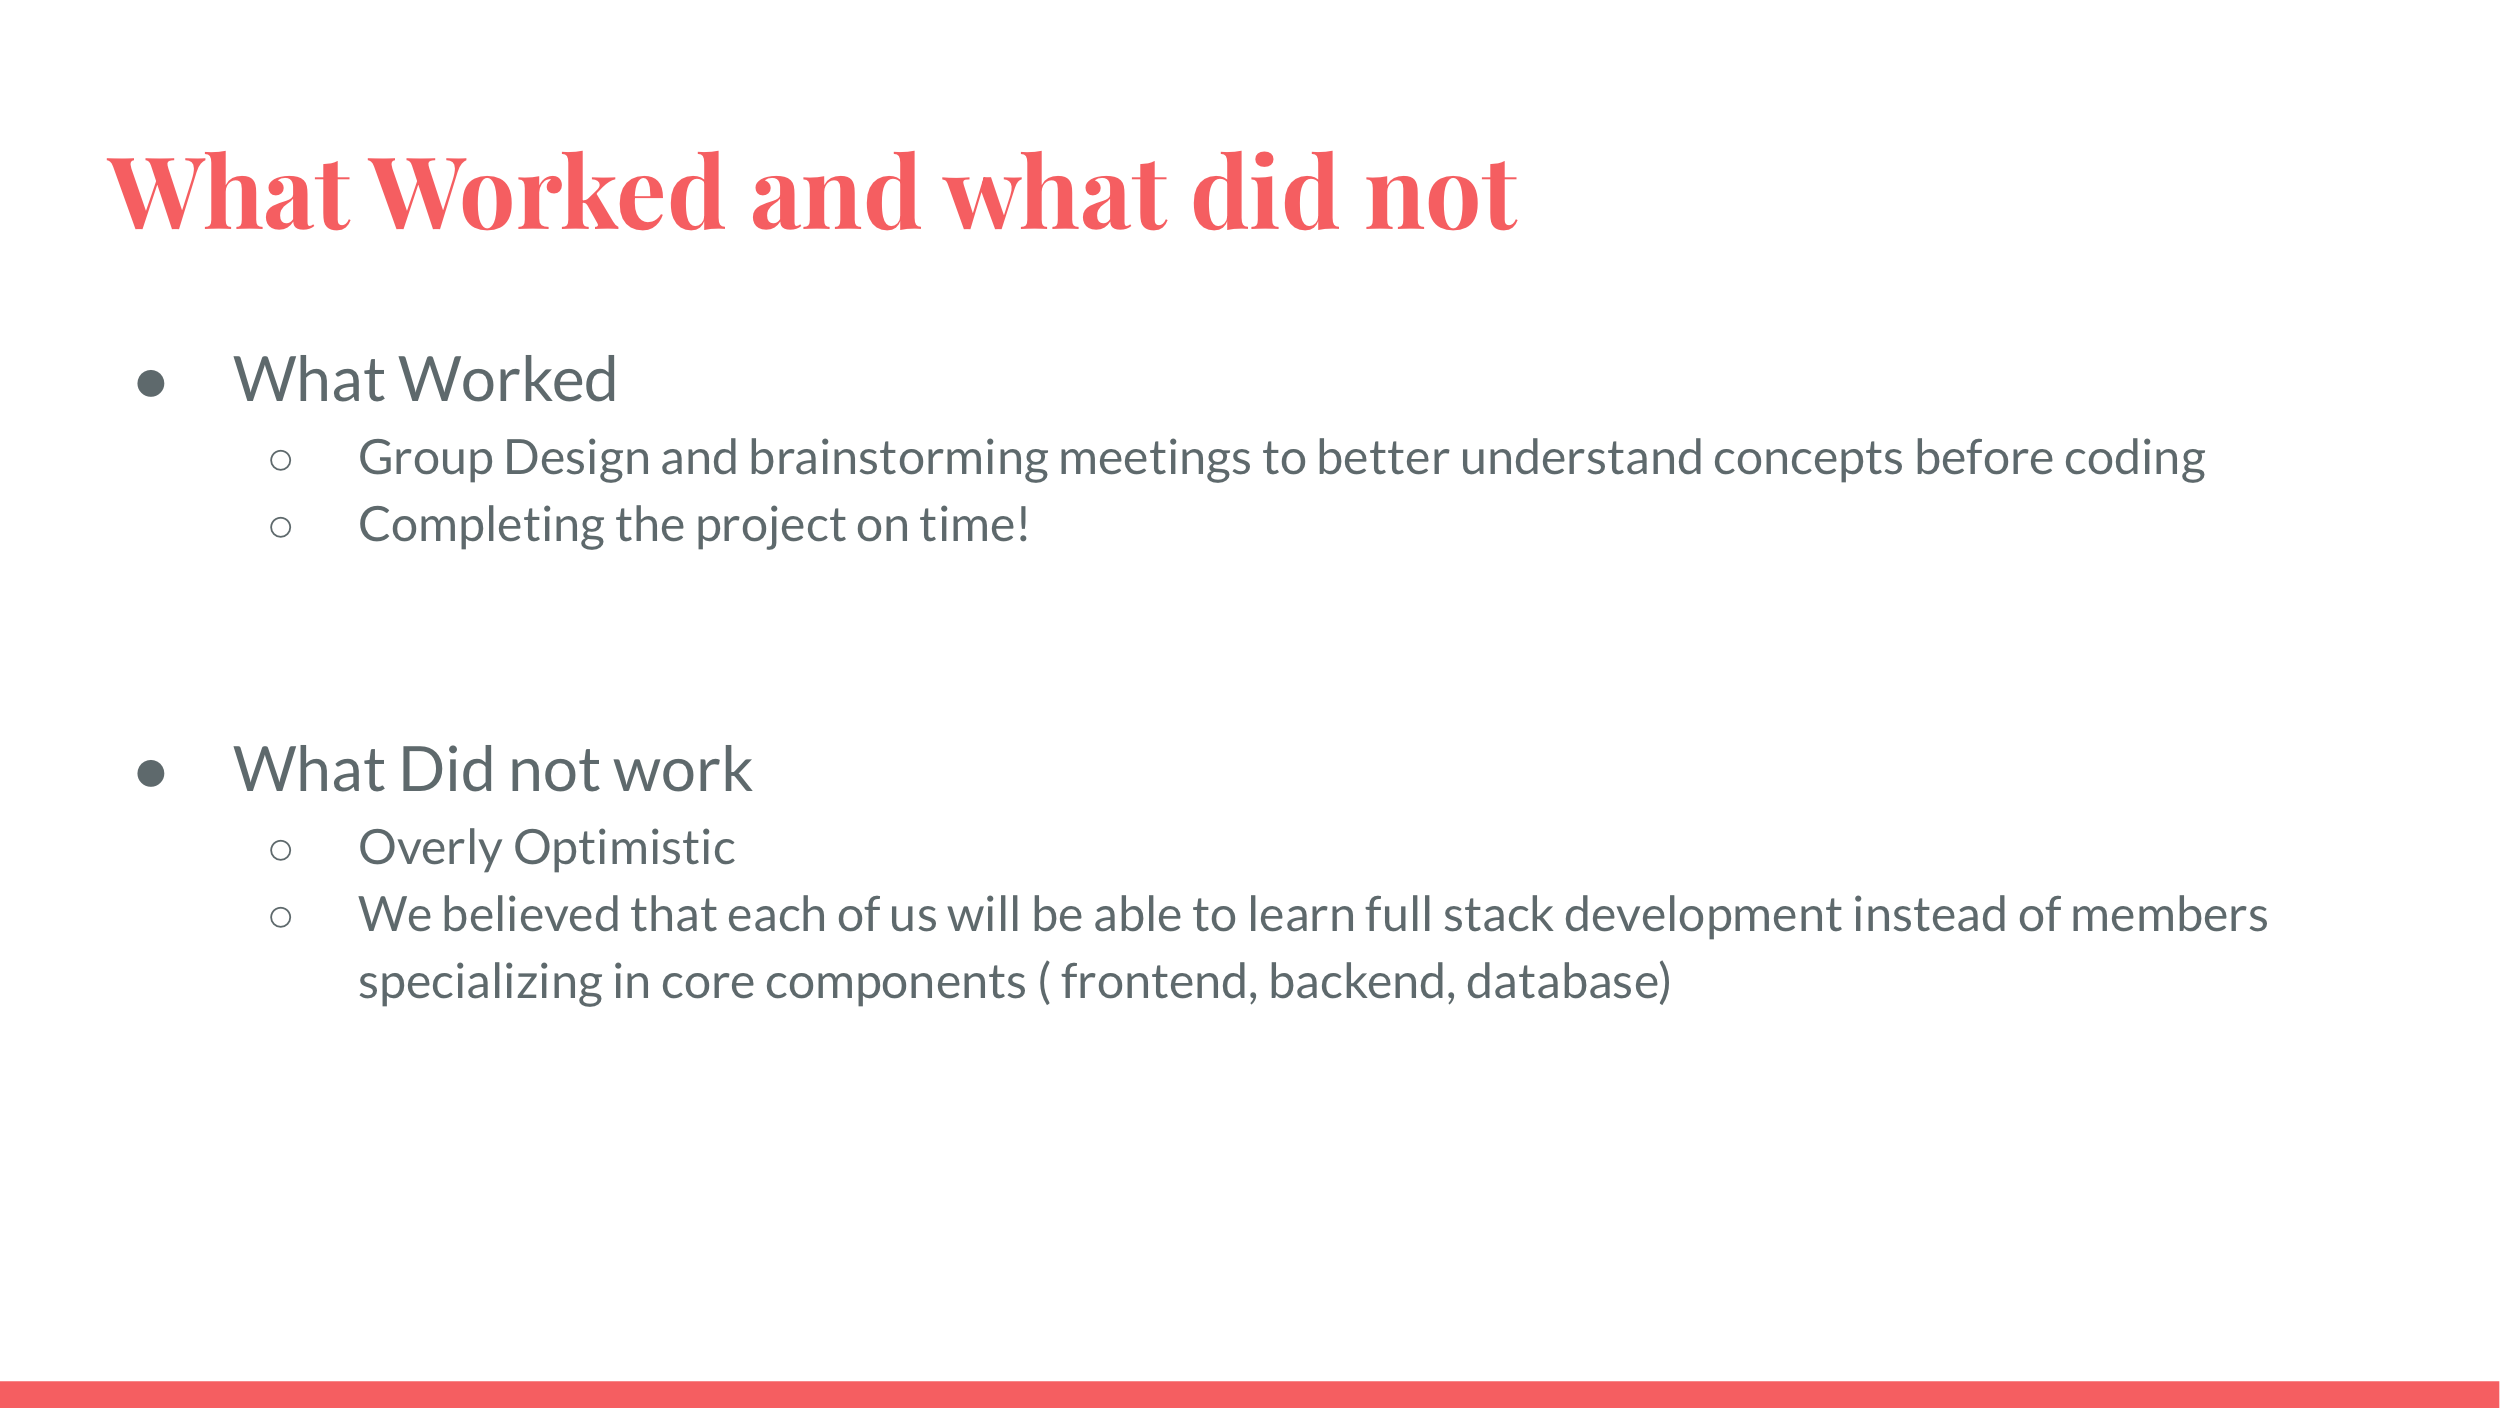 What Worked and what did not
● What Worked
○ Group Design and brainstorming meetings to better understand concepts before coding
○ Completing the project on time!
● What Did not work
○ Overly Optimistic
○ We believed that each of us will be able to learn full stack development instead of members
specializing in core components ( frontend, backend, database)